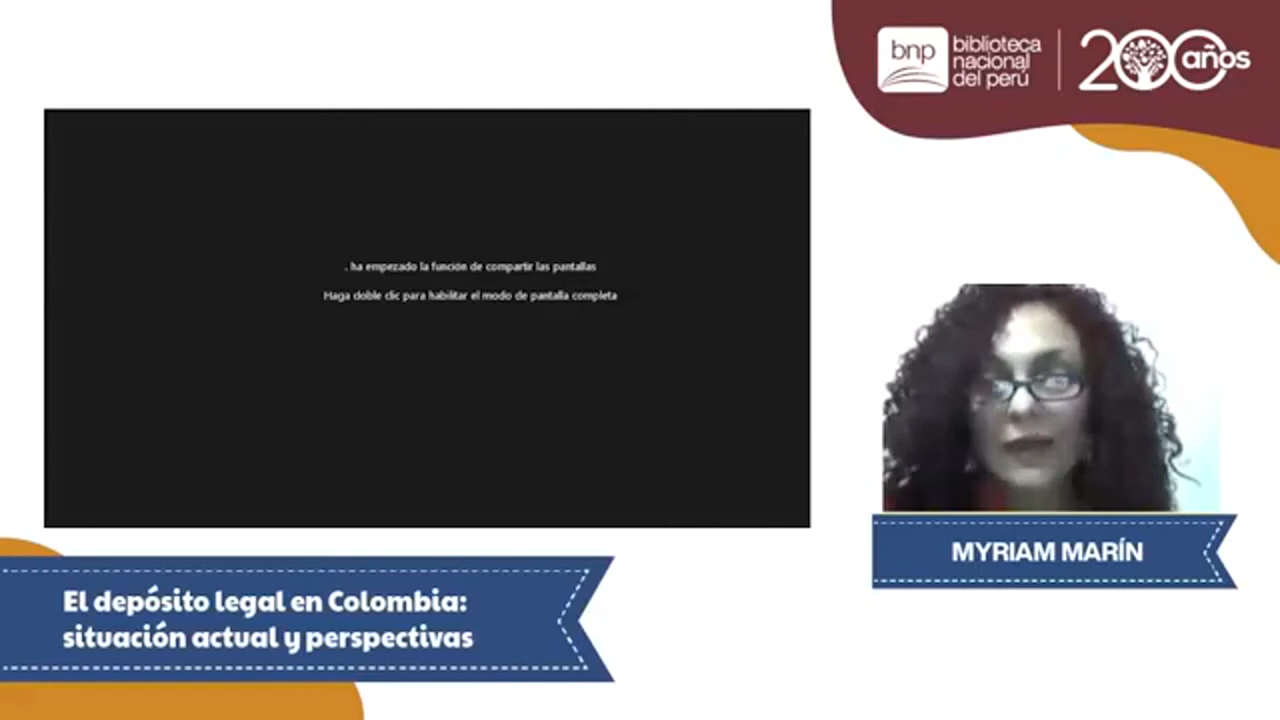 bnp
biblioteca
nacional
del perú
200 años
. ha empezado la función de compartir las pantallas
Haga doble clic para habilitar el modo de pantalla completa
MYRIAM MARÍN
El depósito legal en Colombia:
situación actual y perspectivas